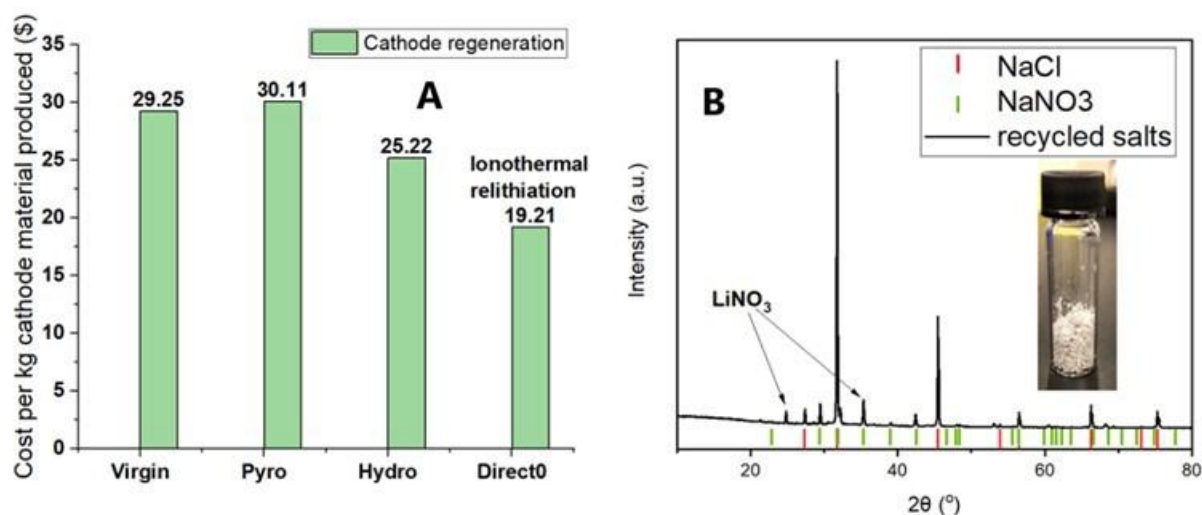 Cost per kg cathode material produced ($)
35
30
25
20
15
10
5
0
Cathode regeneration
A
29.25
30.11
25.22
Ionothermal
relithiation
19.21
Virgin
Pyro
Hydro
Direct0
B
NaCl
NaNO3
recycled salts
Intensity (a.u.)
LiNO3
20
40
60
80
2θ (°)